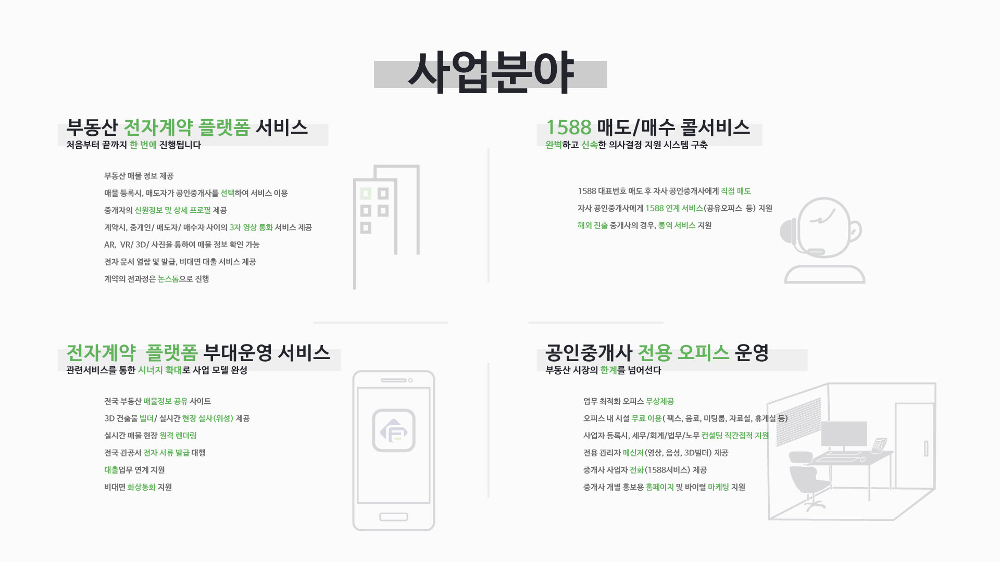 사업분야
부동산 전자계약 플랫폼 서비스
처음부터 끝까지 한 번에 진행됩니다
부동산 매물 정보 제공
매물 등록시, 매도자가 공인중개사를 선택하여 서비스 이용
중개자의 신원정보 및 상세 프로필 제공
계약시, 중개인/ 매도자/ 매수자 사이의 3자 영상 통화 서비스 제공
AR, VR/ 3D/ 사진을 통하여 매물 정보 확인 가능
전자 문서 열람 및 발급, 비대면 대출 서비스 제공
계약의 전과정은 논스톱으로 진행
1588 매도/매수 콜서비스
완벽하고 신속한 의사결정 지원 시스템 구축
1588 대표번호 매도 후 자사 공인중개사에게 직접 매도
자사 공인중개사에게 1588 연계 서비스(공유오피스 등) 지원
해외 진출 중개사의 경우, 통역 서비스 지원
전자계약 플랫폼 부대운영 서비스
관련서비스를 통한 시너지 확대로 사업 모델 완성
전국 부동산 매물정보 공유 사이트
3D 건출물 빌더/ 실시간 현장 실사(위성) 제공
실시간 매물 현장 원격 렌더링
전국 관공서 전자 서류 발급 대행
대출업무 연계 지원
비대면 화상통화 지원
공인중개사 전용 오피스 운영
부동산 시장의 한계를 넘어선다
업무 최적화 오피스 무상제공
오피스 내 시설 무료 이용( 팩스, 음료, 미팅룸, 자료실, 휴게실 등)
사업자 등록시, 세무/회계/법무/노무 컨설팅 직간접적 지원
전용 관리자 메신저(영상, 음성, 3D빌더) 제공
중개사 사업자 전화(1588서비스) 제공
중개사 개별 홍보용 홈페이지 및 바이럴 마케팅 지원